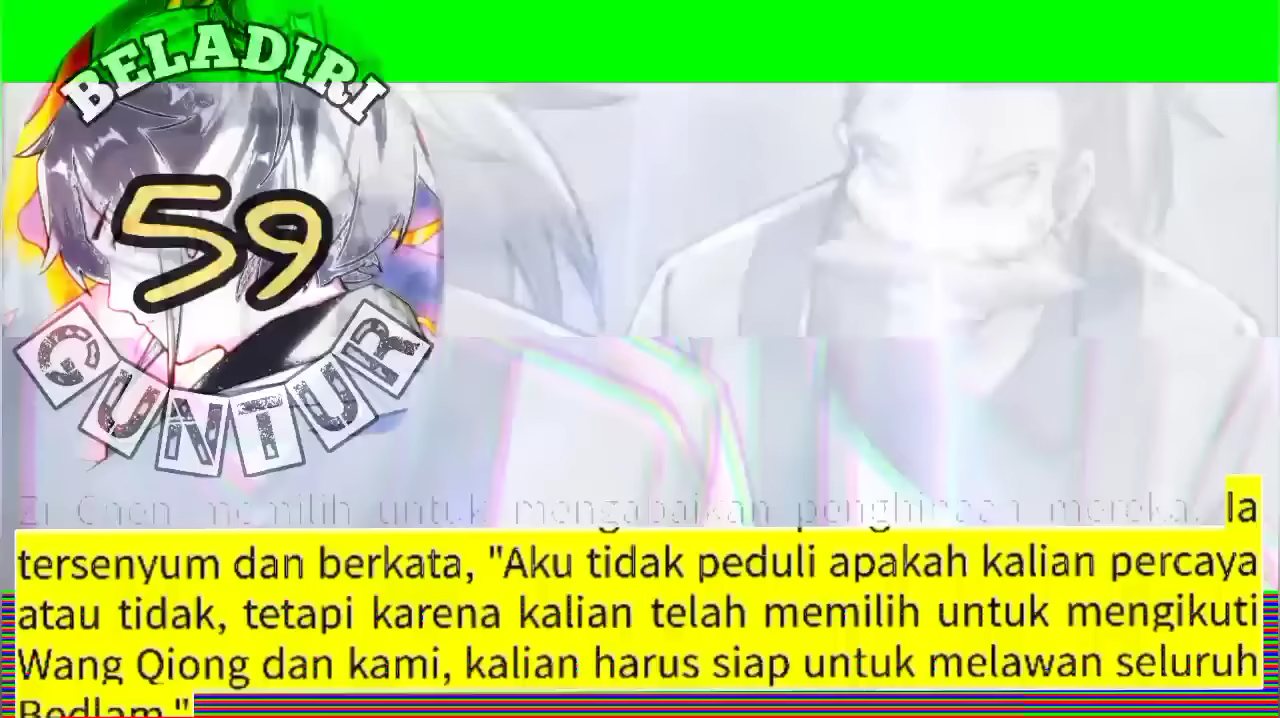 BELADIRI
59
GUNTUR
Zi Chen memilih untuk mengabaikan penghinaan mereka. Ia
tersenyum dan berkata, "Aku tidak peduli apakah kalian percaya
atau tidak, tetapi karena kalian telah memilih untuk mengikuti
Wang Qiong dan kami, kalian harus siap untuk melawan seluruh
Bedlam."